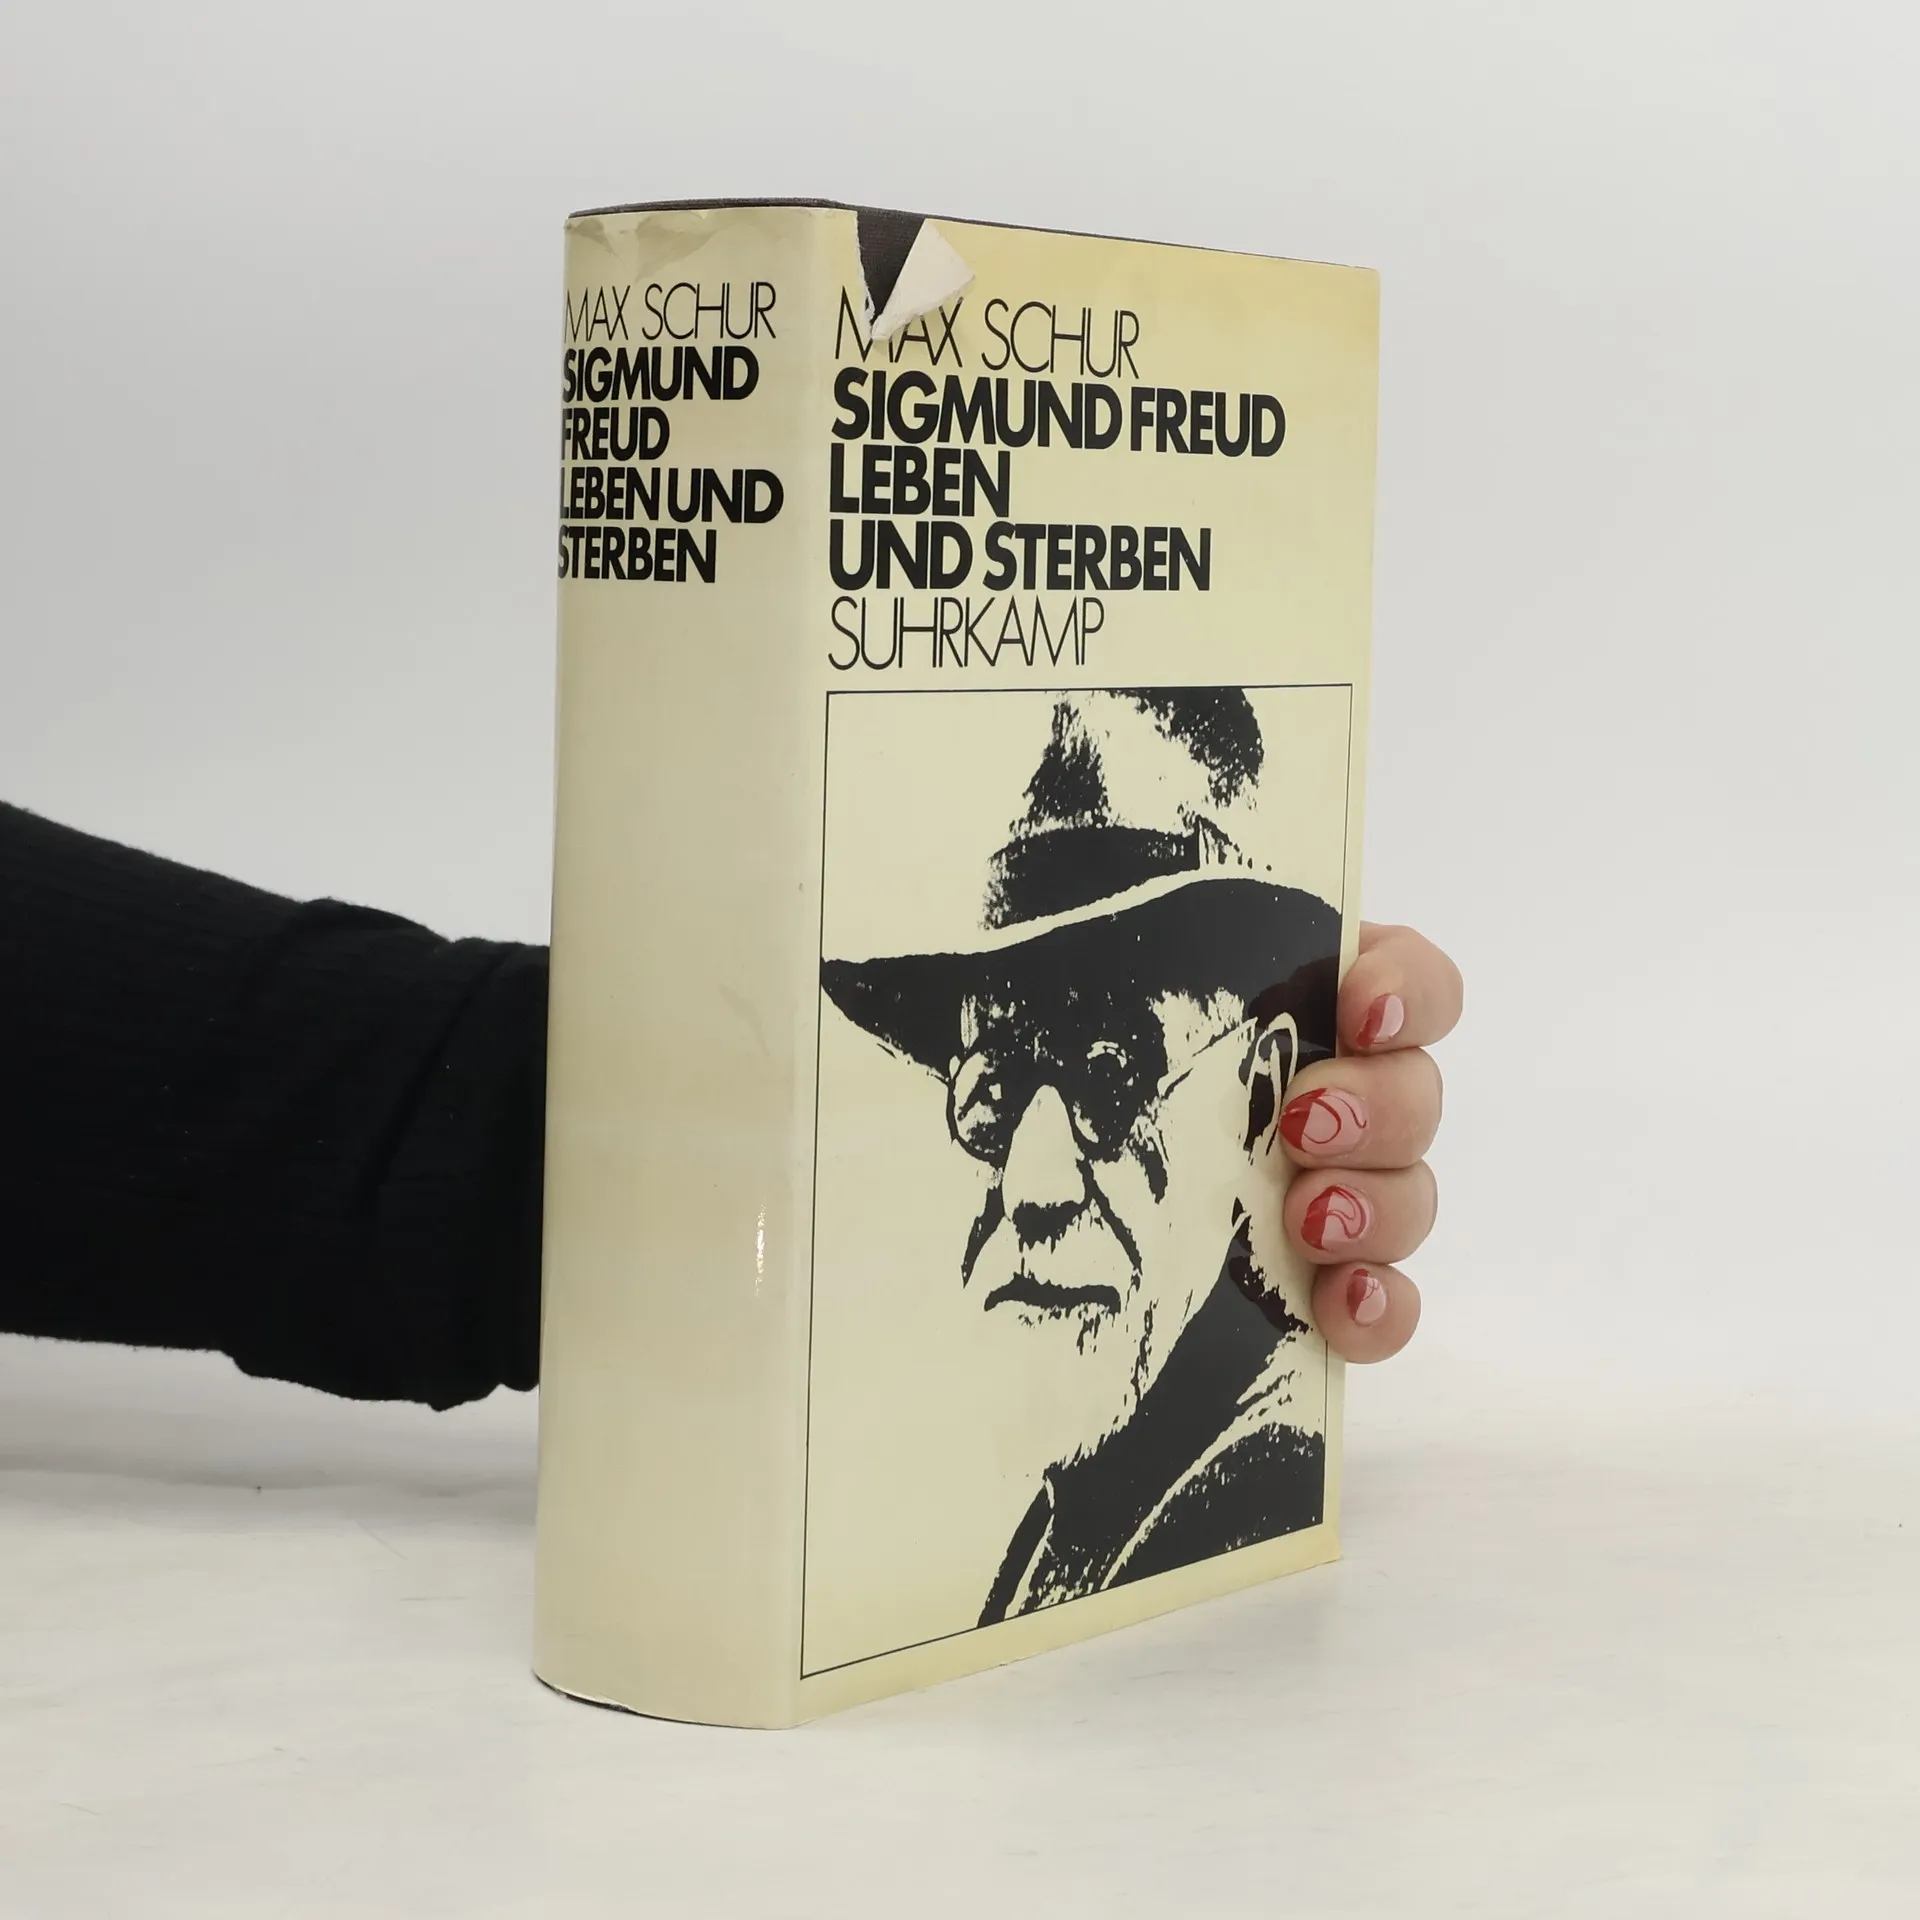 MAX SCHUR
SIGMUND
FREUD
LEBEN UND
STERBEN
MAX SCHUR
SIGMUND FREUD
LEBEN
UND STERBEN
SUHRKAMP